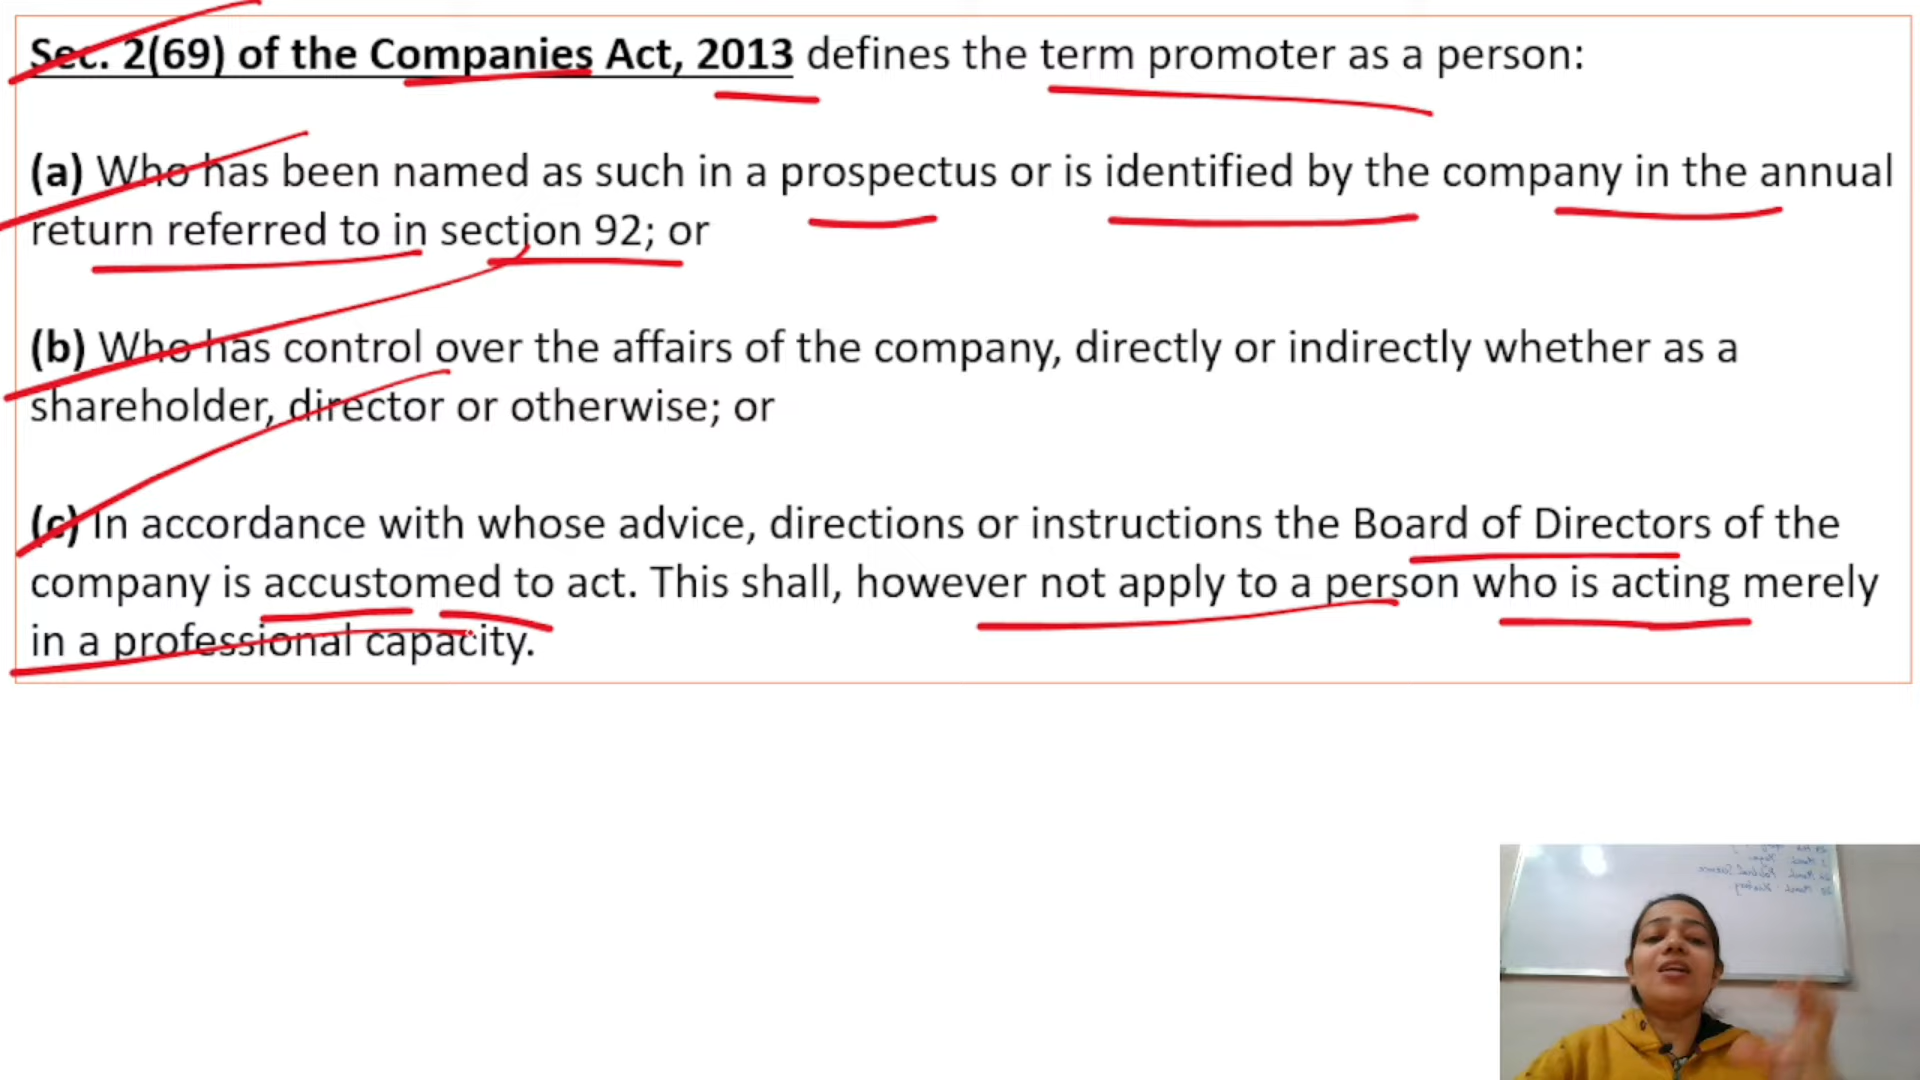 Sec. 2(69) of the Companies Act, 2013 defines the term promoter as a person:
(a) Who has been named as such in a prospectus or is identified by the company in the annual
return referred to in section 92; or
(b) Who has control over the affairs of the company, directly or indirectly whether as a
shareholder, director or otherwise; or
(c) In accordance with whose advice, directions or instructions the Board of Directors of the
company is accustomed to act. This shall, however not apply to a person who is acting merely
in a professional capacity.
Political Science